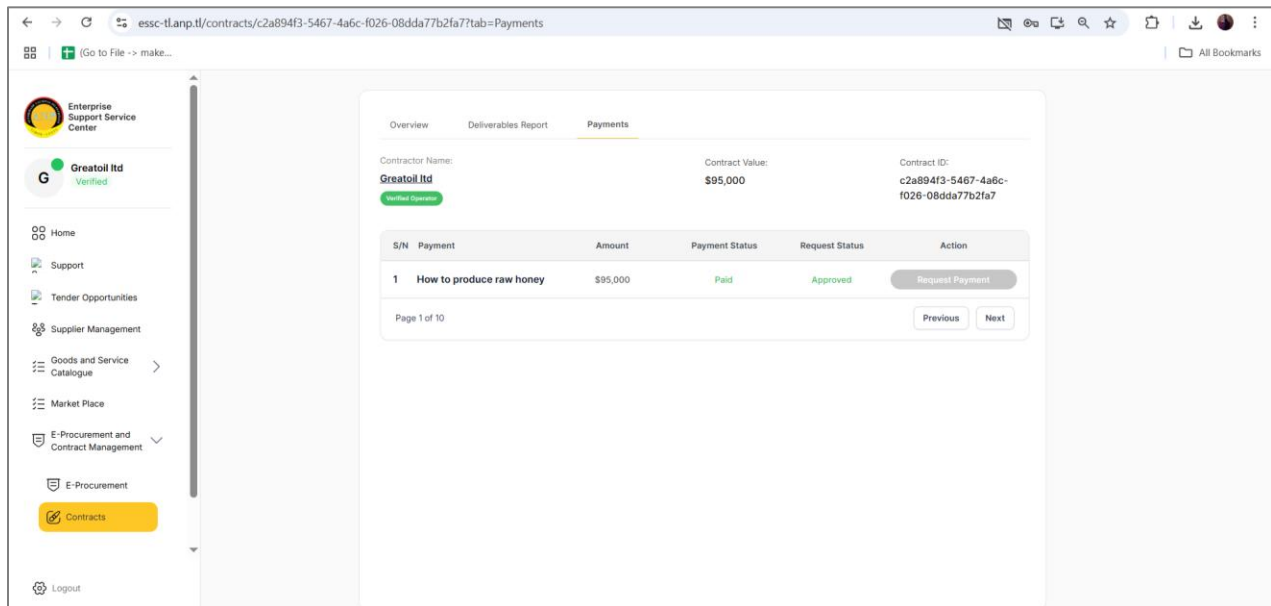 essc-tl.anp.tl/contracts/c2a894f3-5467-4a6c-f026-08dda77b2fa7?tab=Payments
(Go to File -> make...
All Bookmarks
Enterprise
Support Service
Center
G
Greatoil ltd
Verified
Home
Support
Tender Opportunities
Supplier Management
Goods and Service
Catalogue
Market Place
E-Procurement and
Contract Management
E-Procurement
Contracts
Logout
Overview Deliverables Report Payments
Contractor Name: Contract Value: Contract ID:
Greatoil ltd $95,000 c2a894f3-5467-4a6c-
f026-08dda77b2fa7
Verified Operator
S/N Payment Amount Payment Status Request Status Action
1 How to produce raw honey $95,000 Paid Approved Request Payment
Page 1 of 10 Previous Next